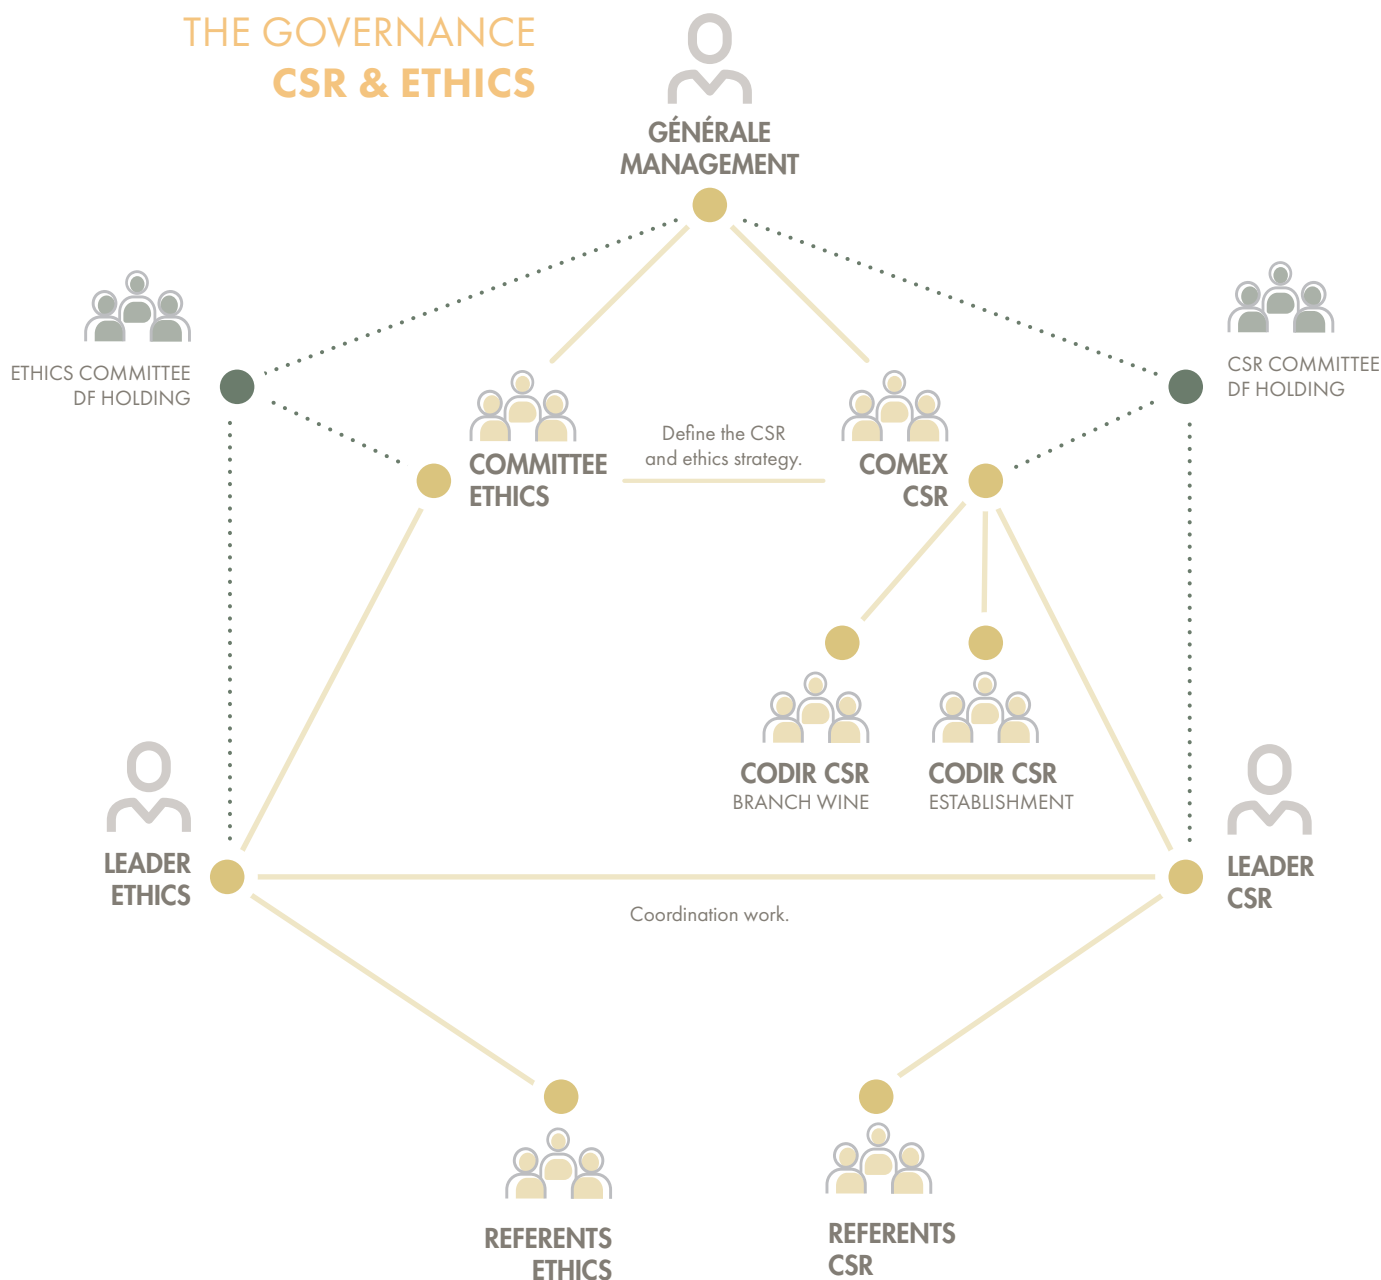 THE GOVERNANCE
CSR & ETHICS
GÉNÉRALE
MANAGEMENT
ETHICS COMMITTEE
DF HOLDING
CSR COMMITTEE
DF HOLDING
COMMITTEE
ETHICS
Define the CSR
and ethics strategy.
COMEX
CSR
CODIR CSR
BRANCH WINE
CODIR CSR
ESTABLISHMENT
LEADER
ETHICS
LEADER
CSR
Coordination work.
REFERENTS
ETHICS
REFERENTS
CSR